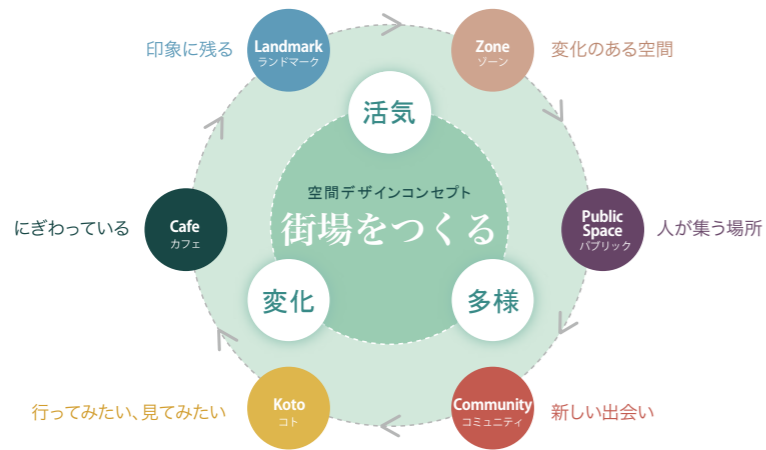 印象に残る
Landmark
ランドマーク
Zone
ゾーン
変化のある空間
活気
空間デザインコンセプト
街場をつくる
にぎわっている
Cafe
カフェ
Public
Space
パブリック
人が集う場所
変化
多様
行ってみたい、見てみたい
Koto
コト
Community
コミュニティ
新しい出会い